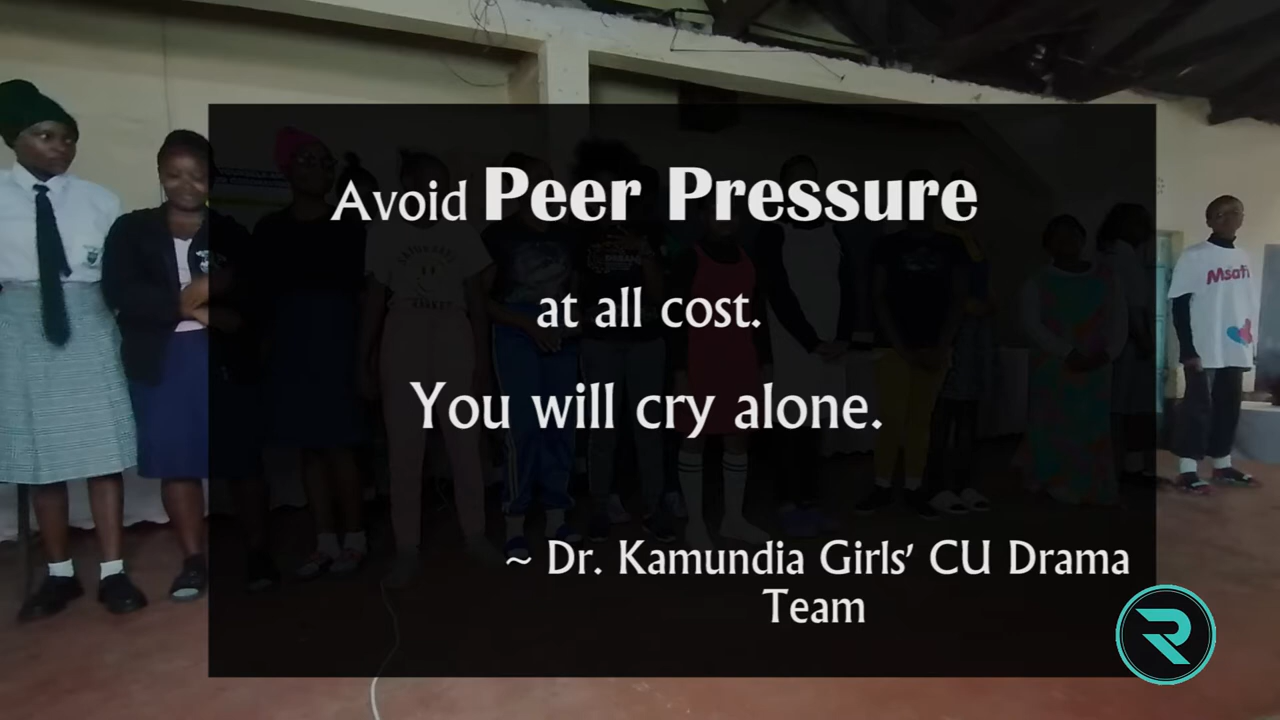 Avoid Peer Pressure
at all cost.
You will cry alone.
~ Dr. Kamundia Girls’ CU Drama
Team
Msafi